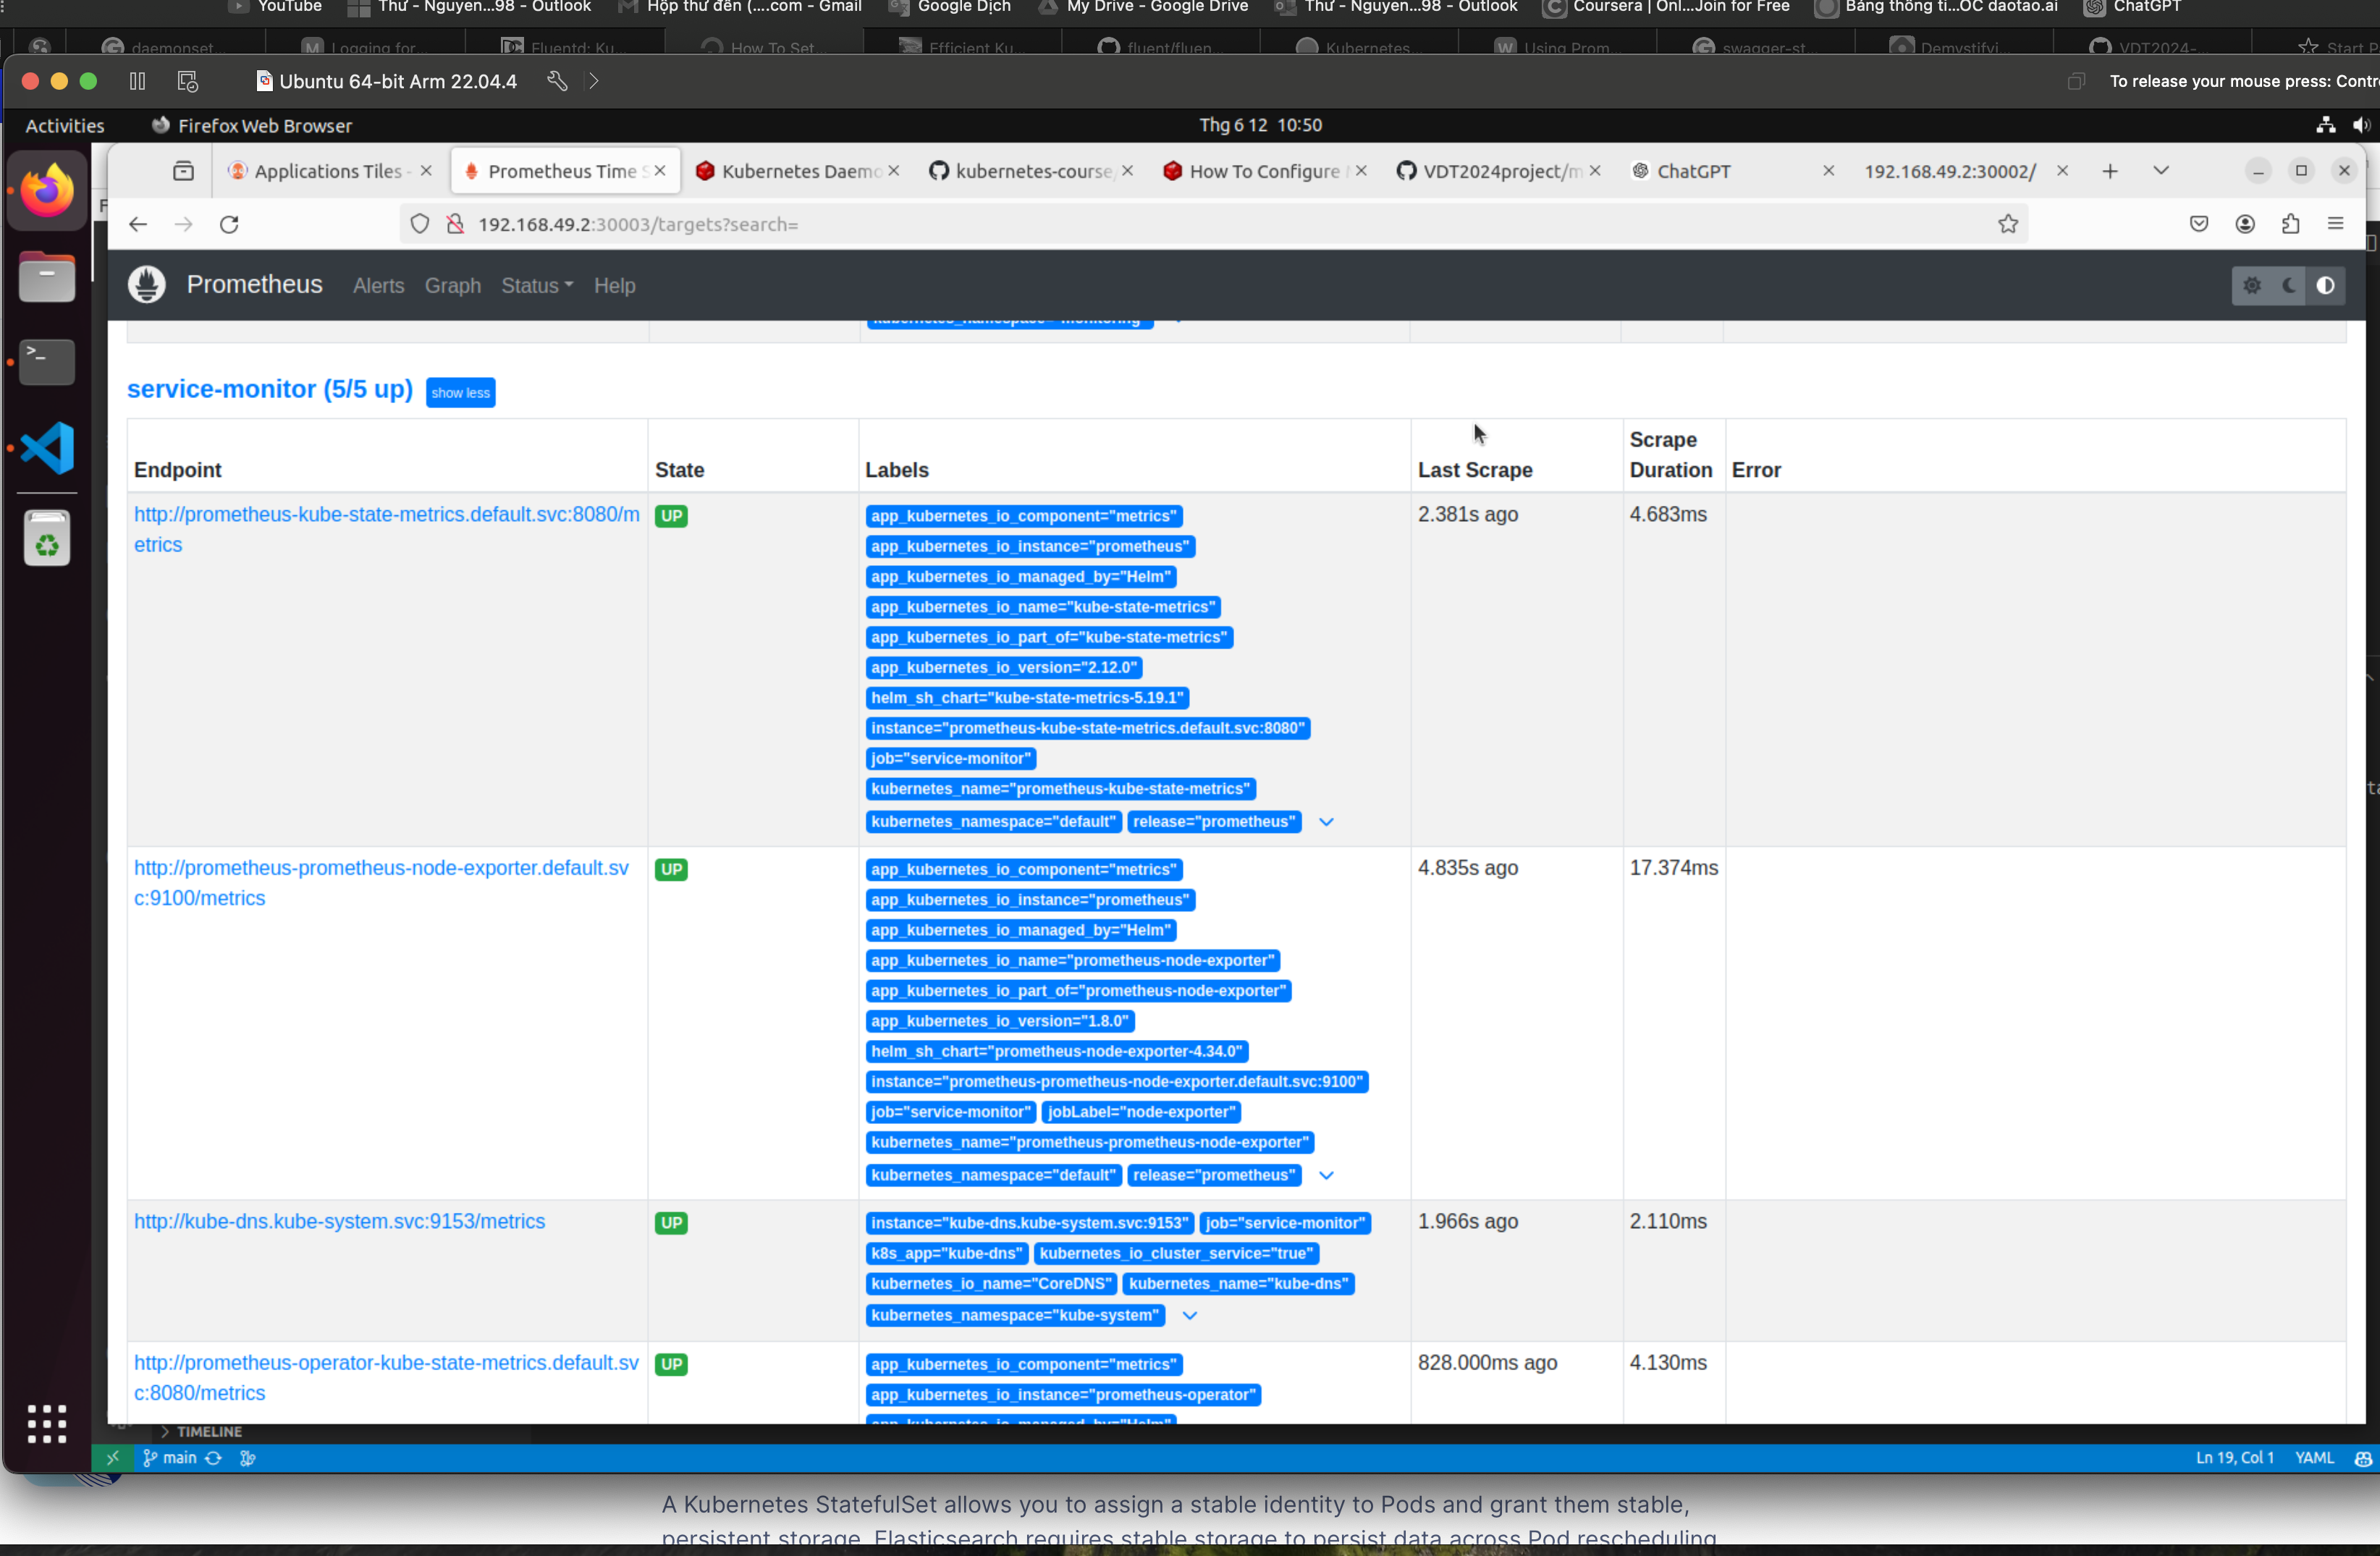 YouTube Thư - Nguyen...98 - Outlook Hộp thư đến (....com - Gmail Google Dịch My Drive - Google Drive Thư - Nguyen...98 - Outlook Coursera | Onl...Join for Free Bảng thông ti...ĐC daotao.ai ChatGPT
daemonset... Logging for... Fluentd: Ku... How To Set... Efficient Ku... fluent/fluen... Kubernetes... Using Prom... swagger-st... Demystifyi... VDT2024-... Start P
Ubuntu 64-bit Arm 22.04.4 To release your mouse press: Contr
Activities Firefox Web Browser Thg 6 12 10:50
Applications Tiles - Prometheus Time S Kubernetes Daemo kubernetes-course/ How To Configure VDT2024project/m ChatGPT 192.168.49.2:30002/
192.168.49.2:30003/targets?search=
Prometheus Alerts Graph Status Help
kubernetes_namespace="monitoring"
service-monitor (5/5 up) show less
Endpoint State Labels Last Scrape Scrape Duration Error
http://prometheus-kube-state-metrics.default.svc:8080/m
etrics
UP
app_kubernetes_io_component="metrics"
app_kubernetes_io_instance="prometheus"
app_kubernetes_io_managed_by="Helm"
app_kubernetes_io_name="kube-state-metrics"
app_kubernetes_io_part_of="kube-state-metrics"
app_kubernetes_io_version="2.12.0"
helm_sh_chart="kube-state-metrics-5.19.1"
instance="prometheus-kube-state-metrics.default.svc:8080"
job="service-monitor"
kubernetes_name="prometheus-kube-state-metrics"
kubernetes_namespace="default" release="prometheus"
2.381s ago
4.683ms
http://prometheus-prometheus-node-exporter.default.sv
c:9100/metrics
UP
app_kubernetes_io_component="metrics"
app_kubernetes_io_instance="prometheus"
app_kubernetes_io_managed_by="Helm"
app_kubernetes_io_name="prometheus-node-exporter"
app_kubernetes_io_part_of="prometheus-node-exporter"
app_kubernetes_io_version="1.8.0"
helm_sh_chart="prometheus-node-exporter-4.34.0"
instance="prometheus-prometheus-node-exporter.default.svc:9100"
job="service-monitor" jobLabel="node-exporter"
kubernetes_name="prometheus-prometheus-node-exporter"
kubernetes_namespace="default" release="prometheus"
4.835s ago
17.374ms
http://kube-dns.kube-system.svc:9153/metrics
UP
instance="kube-dns.kube-system.svc:9153" job="service-monitor"
k8s_app="kube-dns" kubernetes_io_cluster_service="true"
kubernetes_io_name="CoreDNS" kubernetes_name="kube-dns"
kubernetes_namespace="kube-system"
1.966s ago
2.110ms
http://prometheus-operator-kube-state-metrics.default.sv
c:8080/metrics
UP
app_kubernetes_io_component="metrics"
app_kubernetes_io_instance="prometheus-operator"
app_kubernetes_io_managed_by="Helm"
828.000ms ago
4.130ms
TIMELINE
main Ln 19, Col 1 YAML
A Kubernetes StatefulSet allows you to assign a stable identity to Pods and grant them stable,
persistent storage. Elasticsearch requires stable storage to persist data across Pod rescheduling